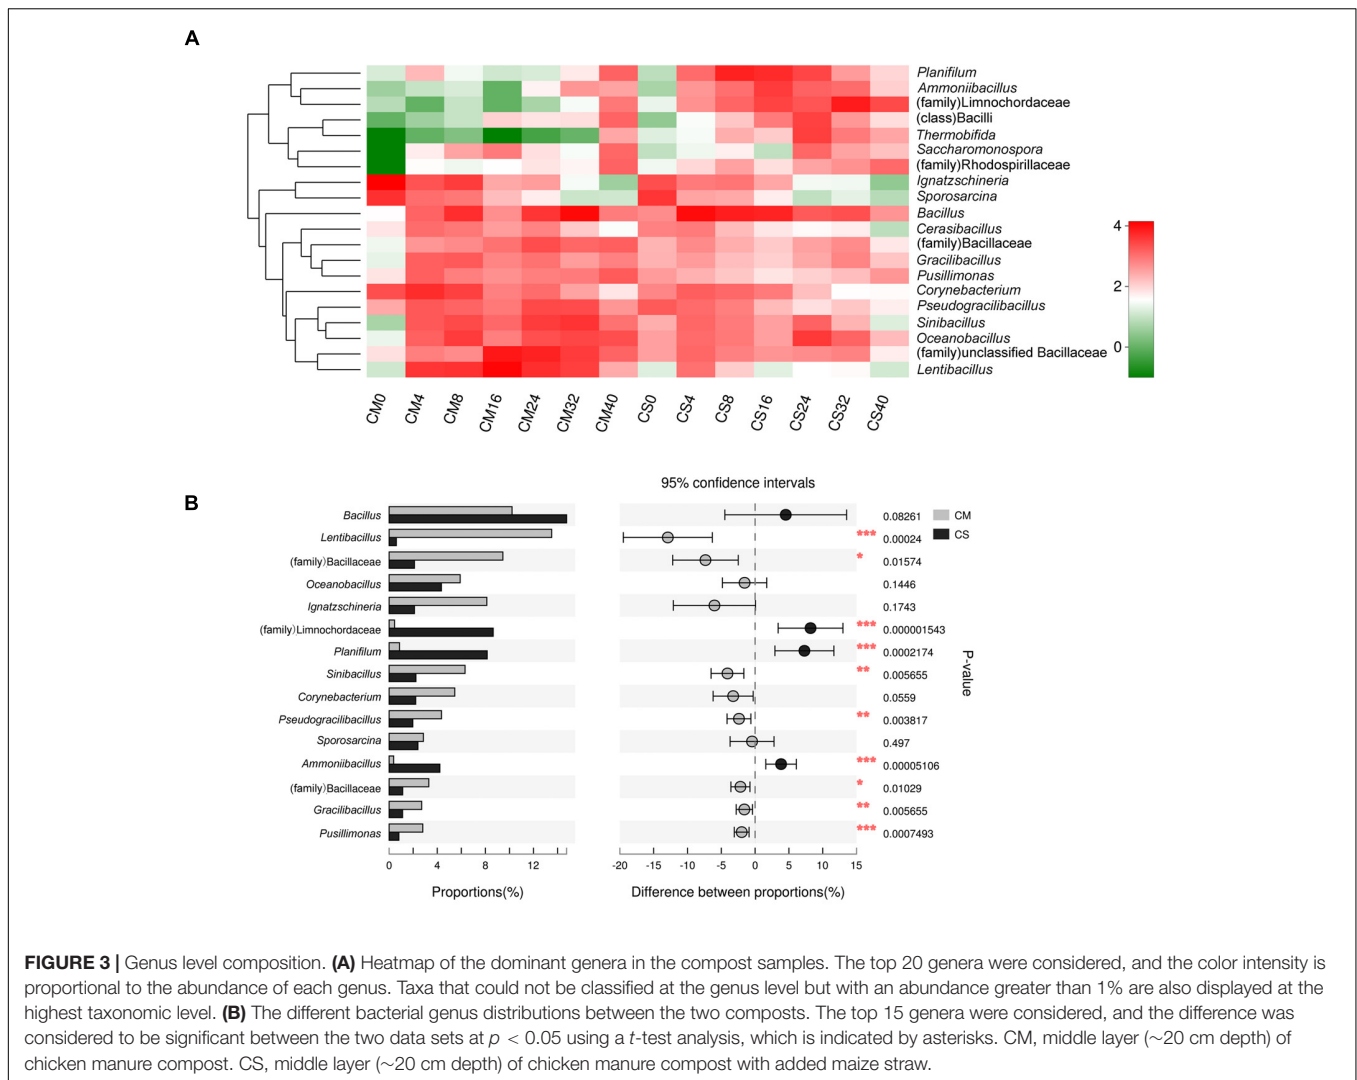 A
Planifilum
Ammoniibacillus
(family)Limnochordaceae
(class)Bacilli
Thermobifida
Saccharomonospora
(family)Rhodospirillaceae
Ignatzschineria
Sporosarcina
Bacillus
Cerasibacillus
(family)Bacillaceae
Gracilibacillus
Pusillimonas
Corynebacterium
Pseudogracilibacillus
Sinibacillus
Oceanobacillus
(family)unclassified Bacillaceae
Lentibacillus
4
2
0
CM0 CM4 CM8 CM16 CM24 CM32 CM40 CS0 CS4 CS8 CS16 CS24 CS32 CS40
B
95% confidence intervals
Bacillus 0.08261
Lentibacillus *** 0.00024
(family)Bacillaceae * 0.01574
Oceanobacillus 0.1446
Ignatzschineria 0.1743
(family)Limnochordaceae *** 0.000001543
Planifilum *** 0.0002174
Sinibacillus ** 0.005655
Corynebacterium 0.0559
Pseudogracilibacillus ** 0.003817
Sporosarcina 0.497
Ammoniibacillus *** 0.00005106
(family)Bacillaceae * 0.01029
Gracilibacillus ** 0.005655
Pusillimonas *** 0.0007493
CM
CS
P-value
0 4 8 12 -20 -15 -10 -5 0 5 10 15
Proportions(%) Difference between proportions(%)
FIGURE 3 | Genus level composition. (A) Heatmap of the dominant genera in the compost samples. The top 20 genera were considered, and the color intensity is
proportional to the abundance of each genus. Taxa that could not be classified at the genus level but with an abundance greater than 1% are also displayed at the
highest taxonomic level. (B) The different bacterial genus distributions between the two composts. The top 15 genera were considered, and the difference was
considered to be significant between the two data sets at p < 0.05 using a t-test analysis, which is indicated by asterisks. CM, middle layer (∼20 cm depth) of
chicken manure compost. CS, middle layer (∼20 cm depth) of chicken manure compost with added maize straw.